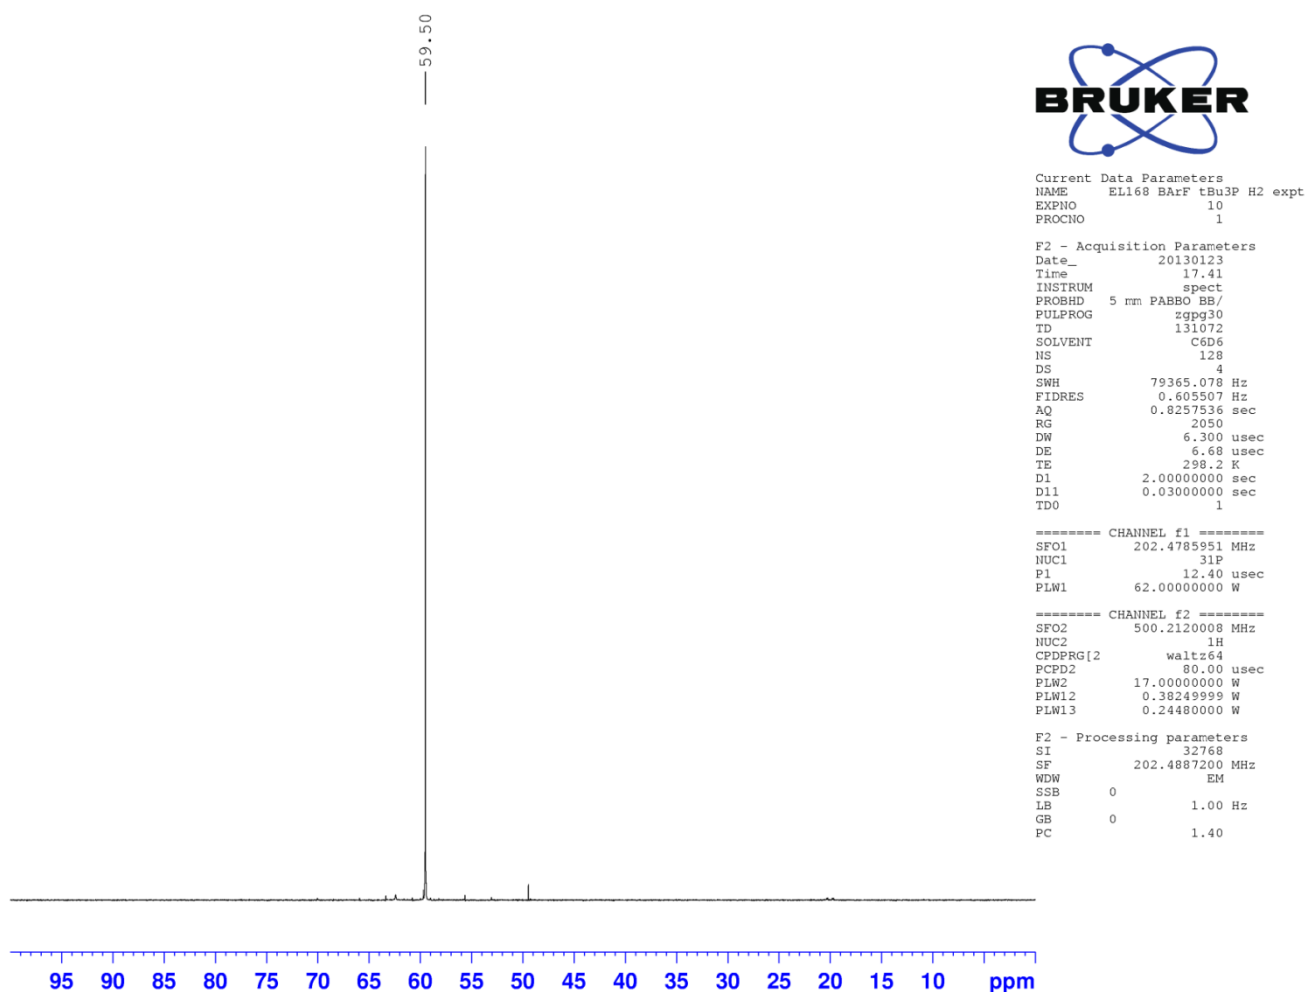 59.50
BRUKER
Current Data Parameters
NAME EL168 BArF tBu3P H2 expt
EXPNO 10
PROCNO 1
F2 - Acquisition Parameters
Date_ 20130123
Time 17.41
INSTRUM spect
PROBHD 5 mm PABBO BB/
PULPROG zgpg30
TD 131072
SOLVENT C6D6
NS 128
DS 4
SWH 79365.078 Hz
FIDRES 0.605507 Hz
AQ 0.8257536 sec
RG 2050
DW 6.300 usec
DE 6.68 usec
TE 298.2 K
D1 2.00000000 sec
D11 0.03000000 sec
TD0 1
======== CHANNEL f1 ========
SFO1 202.4785951 MHz
NUC1 31P
P1 12.40 usec
PLW1 62.00000000 W
======== CHANNEL f2 ========
SFO2 500.2120008 MHz
NUC2 1H
CPDPRG[2 waltz64
PCPD2 80.00 usec
PLW2 17.00000000 W
PLW12 0.38249999 W
PLW13 0.24480000 W
F2 - Processing parameters
SI 32768
SF 202.4887200 MHz
WDW EM
SSB 0
LB 1.00 Hz
GB 0
PC 1.40
95 90 85 80 75 70 65 60 55 50 45 40 35 30 25 20 15 10 ppm